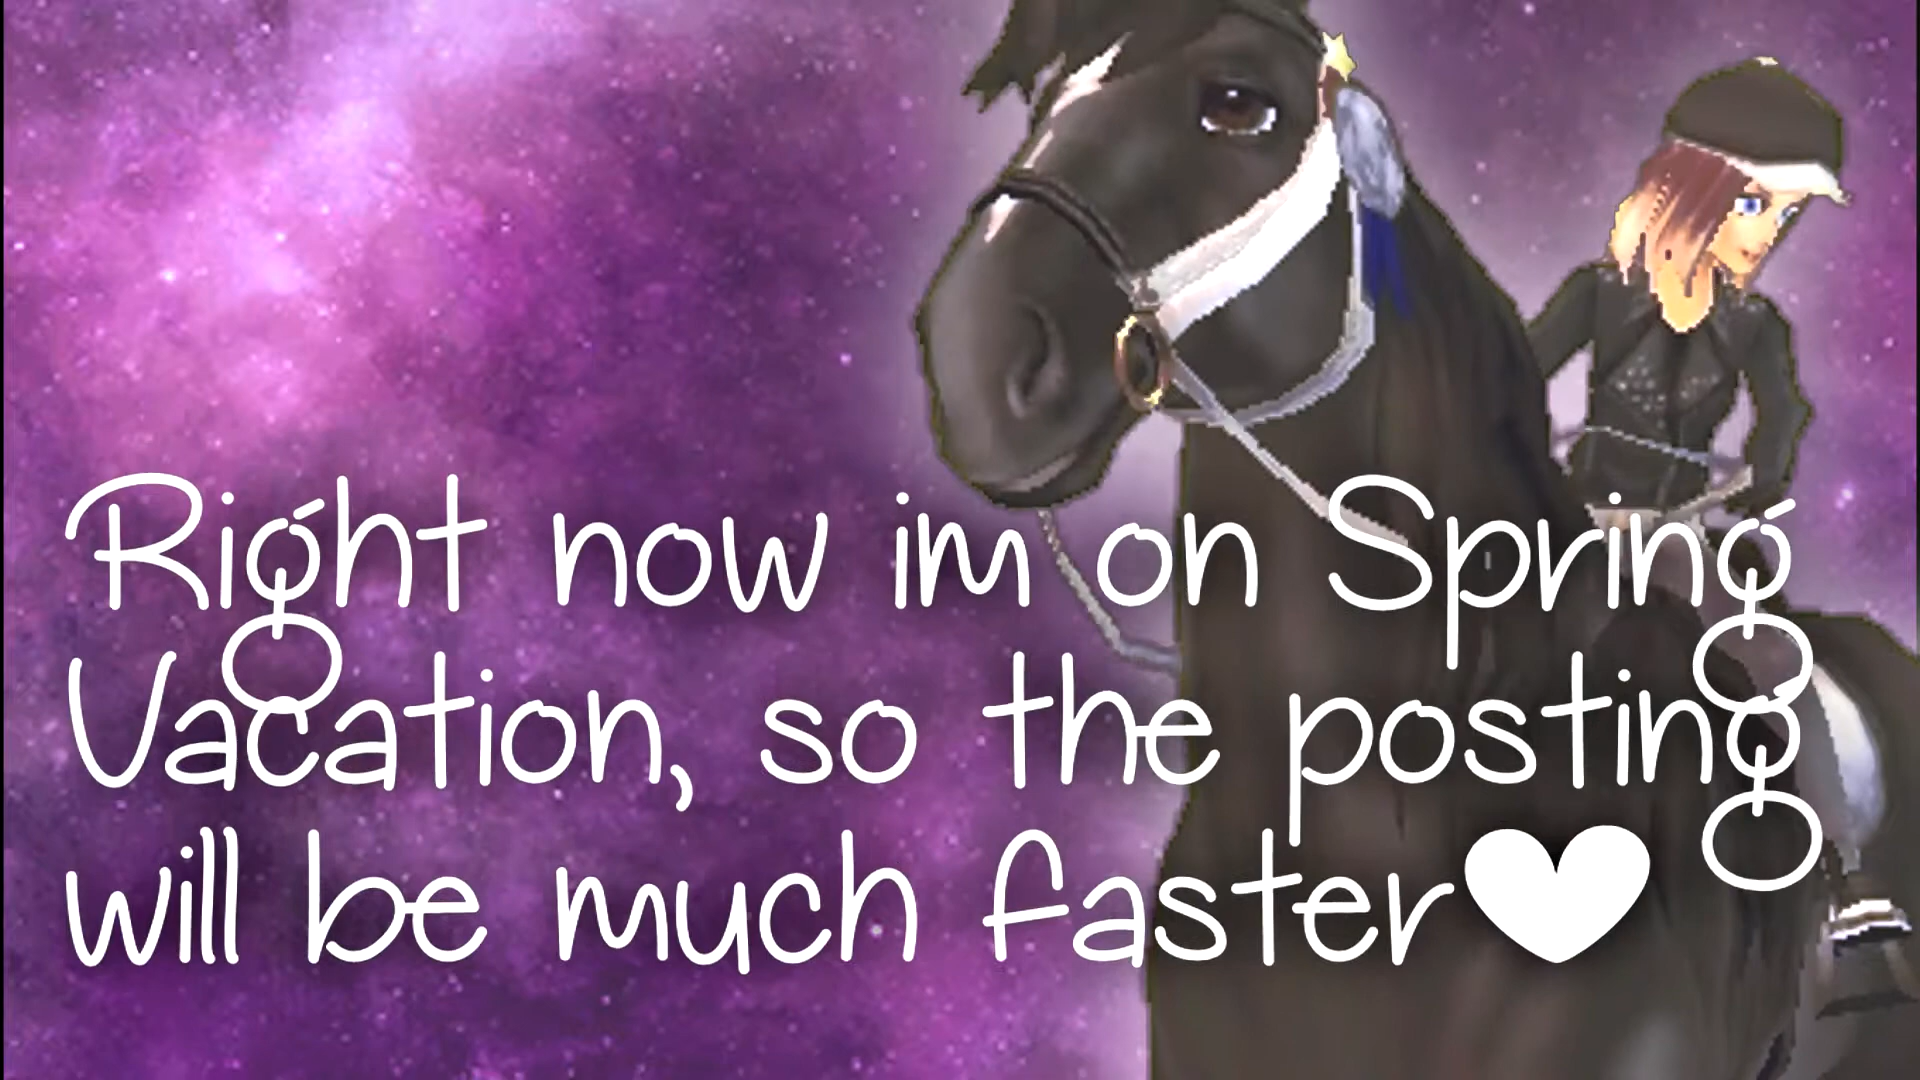 Right now im on Spring
Vacation, so the posting
will be much faster♥